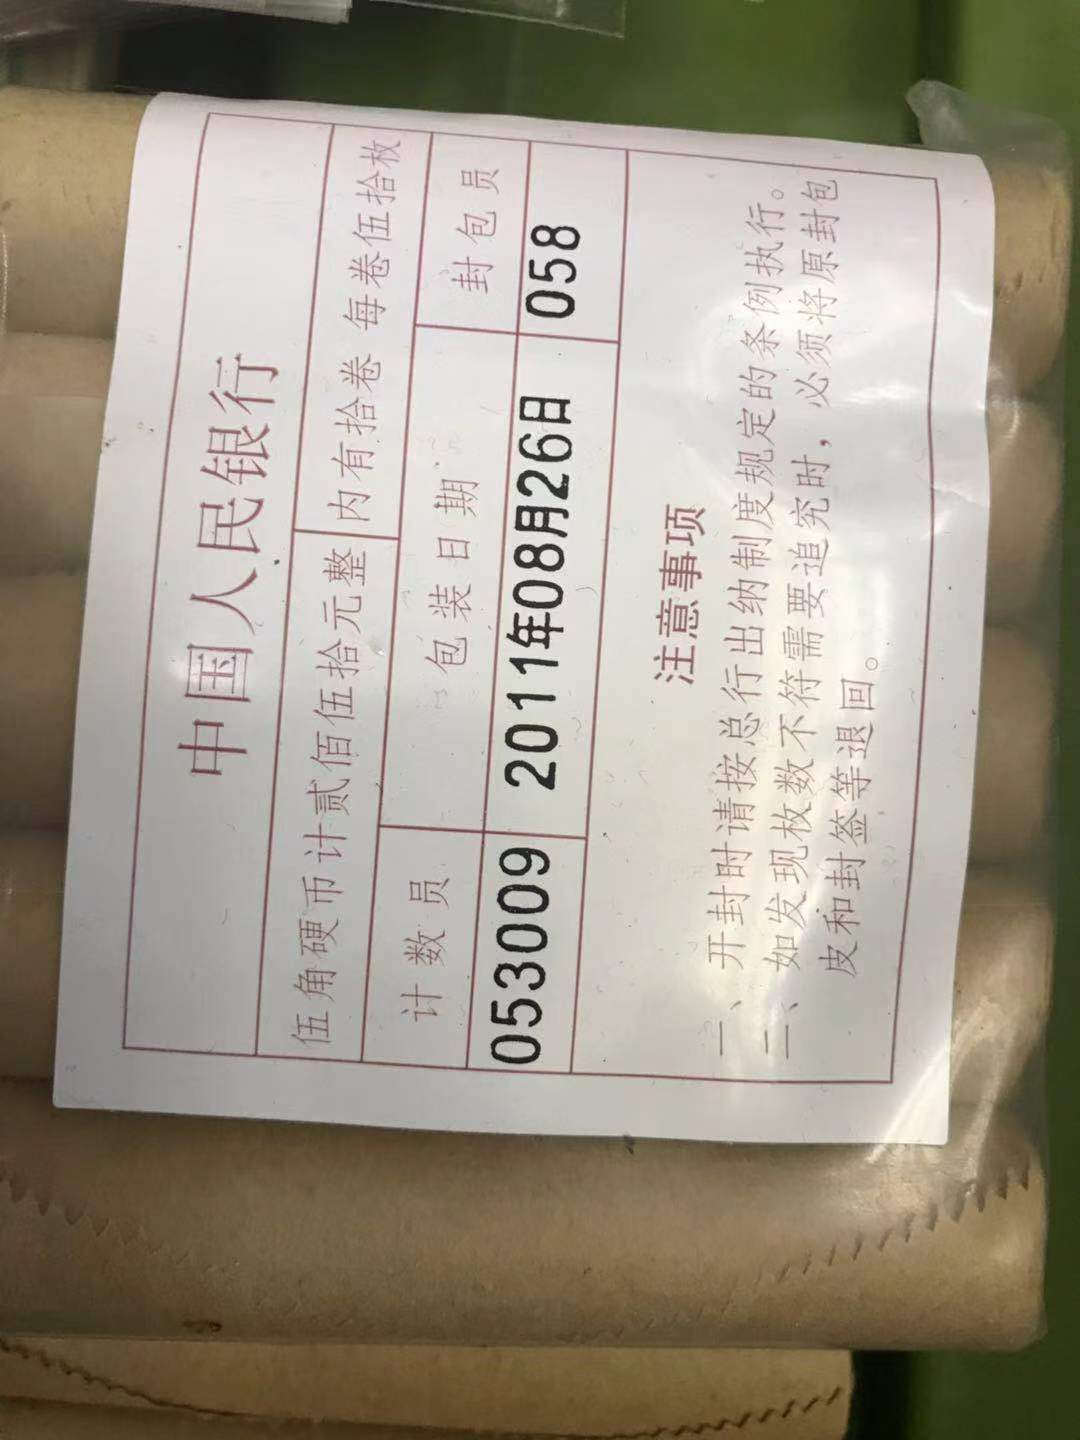 中国人民银行
伍角硬币计贰佰伍拾元整 内有拾卷 每卷伍拾枚
计数员 包装日期 封包员
053009 2011年08月26日 058
注意事项
一、开封时请按总行出纳制度规定的条例执行。
二、如发现枚数不符需要追究时，必须将原封包
皮和封签等退回。